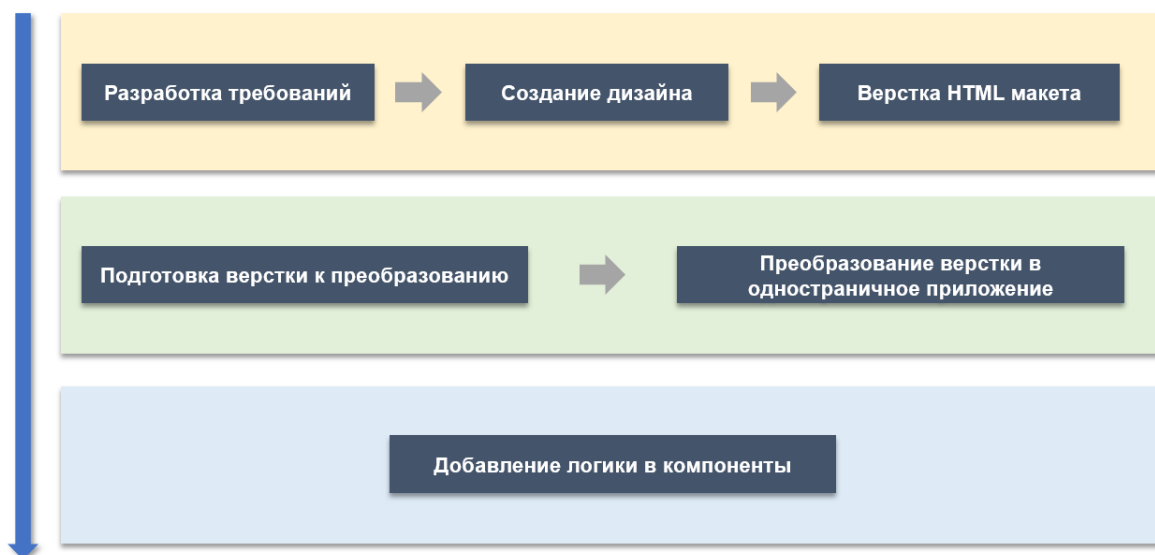 Разработка требований
Создание дизайна
Верстка HTML макета
Подготовка верстки к преобразованию
Преобразование верстки в
одностраничное приложение
Добавление логики в компоненты